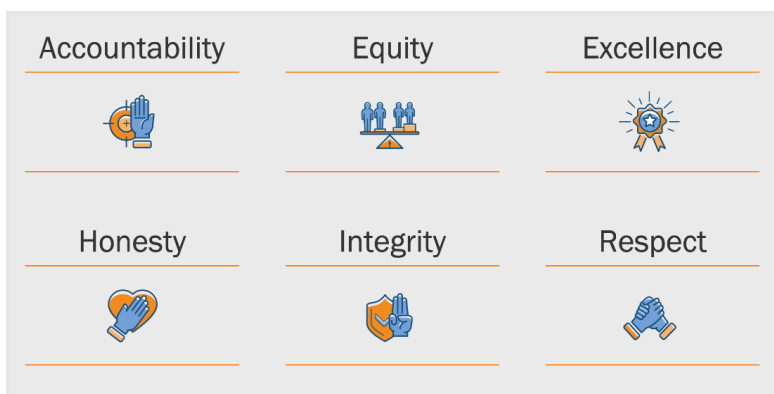 Accountability
Equity
Excellence
Honesty
Integrity
Respect